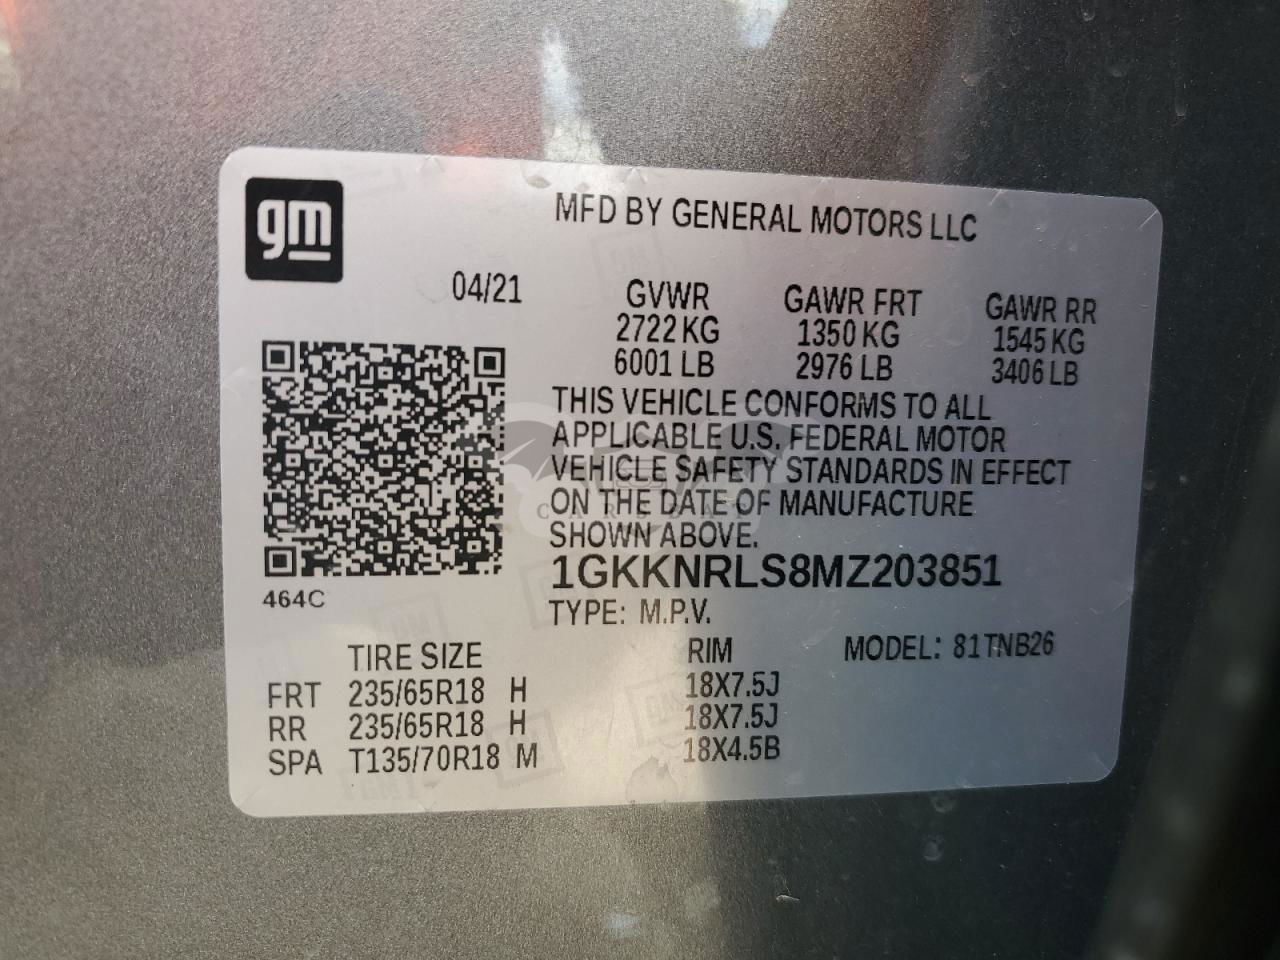 gm
MFD BY GENERAL MOTORS LLC
04/21
GVWR GAWR FRT GAWR RR
2722 KG 1350 KG 1545 KG
6001 LB 2976 LB 3406 LB
THIS VEHICLE CONFORMS TO ALL
APPLICABLE U.S. FEDERAL MOTOR
VEHICLE SAFETY STANDARDS IN EFFECT
ON THE DATE OF MANUFACTURE
SHOWN ABOVE.
1GKKNRLS8MZ203851
464C
TYPE: M.P.V.
TIRE SIZE RIM MODEL: 81TNB26
FRT 235/65R18 H 18X7.5J
RR 235/65R18 H 18X7.5J
SPA T135/70R18 M 18X4.5B